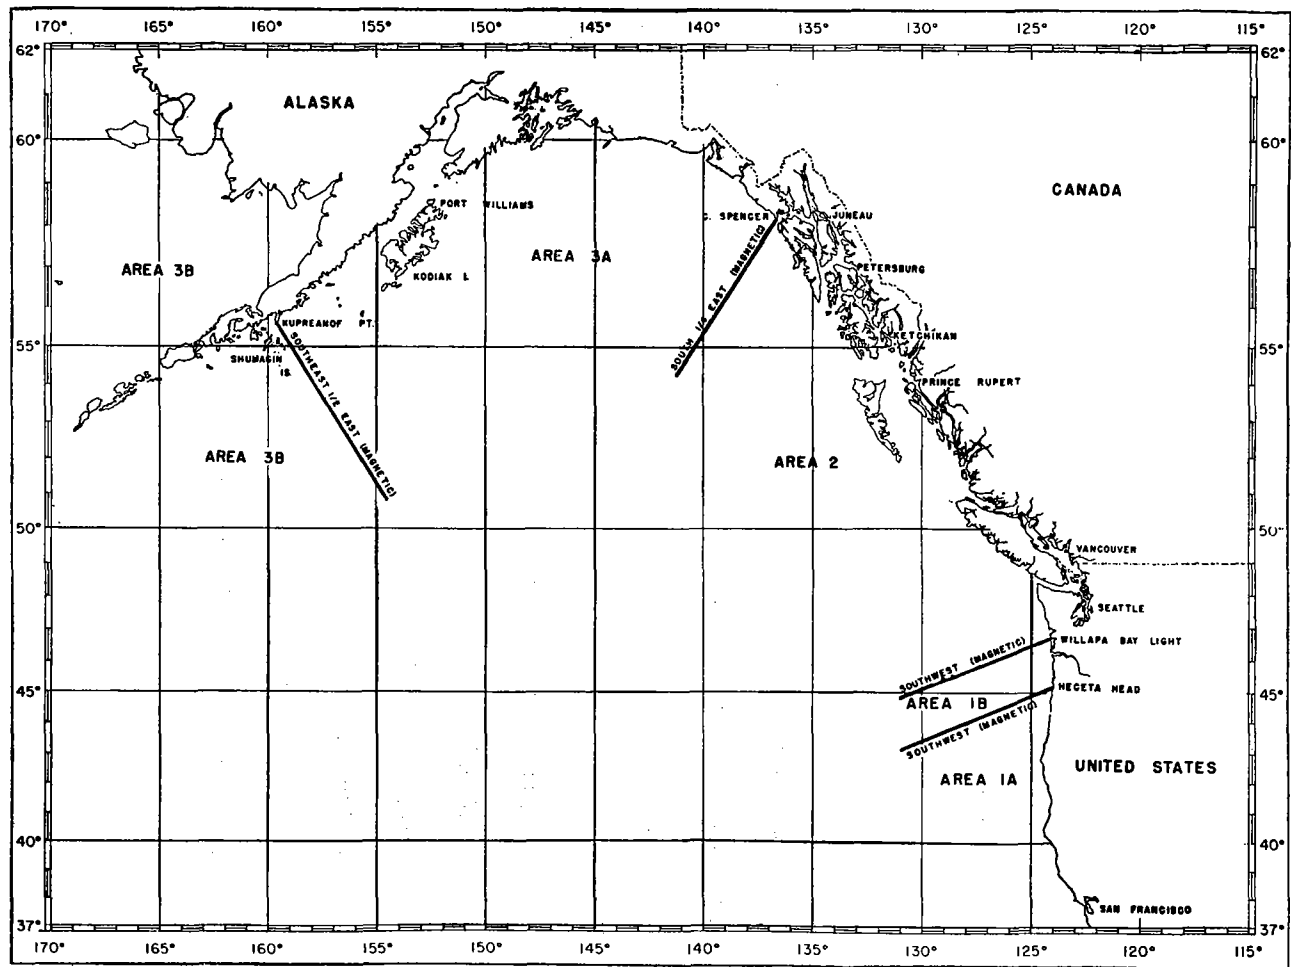 170° 165° 160° 155° 150° 145° 140° 135° 130° 125° 120° 115°
62° 62°
ALASKA
60° 60°
CANADA
PORT WILLIAMS
C. SPENCER
JUNEAU
AREA 3B
AREA 3A
KODIAK I.
PETERSBURG
SOUTH 1/4 EAST (MAGNETIC)
KUPREANOF PT.
KETCHIKAN
55° 55°
SHUMAGIN
IS.
SOUTHEAST 1/2 EAST (MAGNETIC)
PRINCE RUPERT
AREA 3B
AREA 2
50° 50°
VANCOUVER
SEATTLE
WILLAPA BAY LIGHT
SOUTHWEST (MAGNETIC)
HECETA HEAD
45° 45°
AREA 1B
SOUTHWEST (MAGNETIC)
UNITED STATES
AREA 1A
40° 40°
SAN FRANCISCO
37° 37°
170° 165° 160° 155° 150° 145° 140° 135° 130° 125° 120° 115°